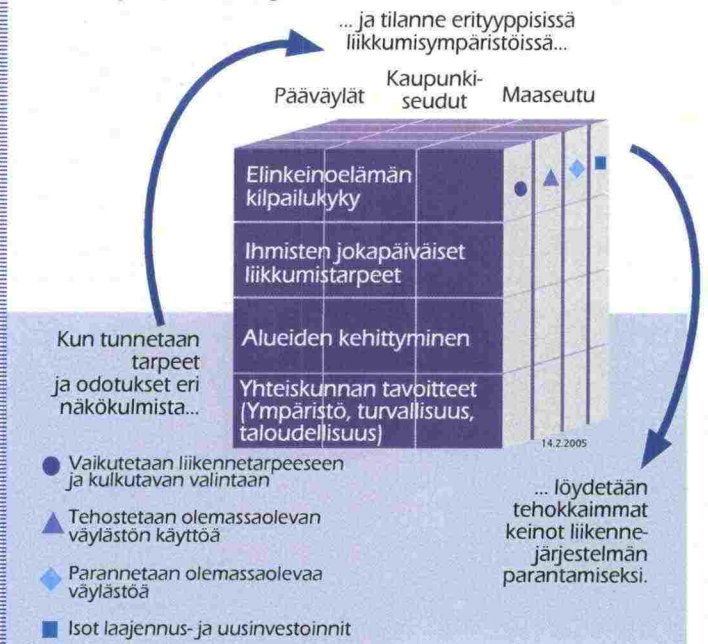 ... ja tilanne erityyppisissä
liikkumisympäristöissä...
Pääväylät
Kaupunki-
seudut
Maaseutu
Elinkeinoelämän
kilpailukyky
Ihmisten jokapäiväiset
liikkumistarpeet
Alueiden kehittyminen
Yhteiskunnan tavoitteet
(Ympäristö, turvallisuus,
taloudellisuus)
14.2.2005
Kun tunnetaan
tarpeet
ja odotukset eri
näkökulmista...
... löydetään
tehokkaimmat
keinot liikenne-
järjestelmän
parantamiseksi.
Vaikutetaan liikennetarpeeseen
ja kulkutavan valintaan
Tehostetaan olemassaolevan
väylästön käyttöä
Parannetaan olemassaolevaa
väylästöä
Isot laajennus- ja uusinvestoinnit